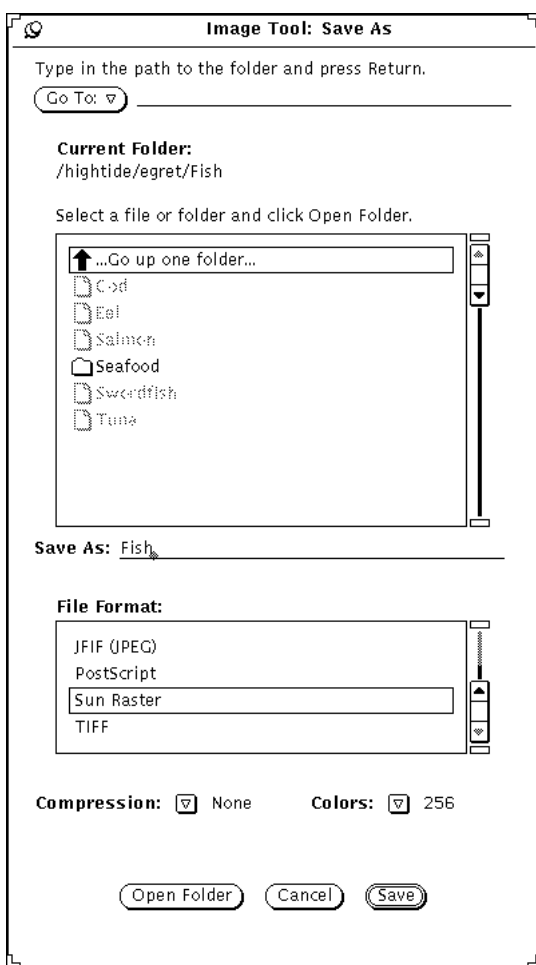 Image Tool: Save As
Type in the path to the folder and press Return.
Go To:
Current Folder:
/hightide/egret/Fish
Select a file or folder and click Open Folder.
...Go up one folder...
Cod
Eel
Salmon
Seafood
Swordfish
Tuna
Save As: Fish
File Format:
JFIF (JPEG)
PostScript
Sun Raster
TIFF
Compression: None Colors: 256
Open Folder Cancel Save